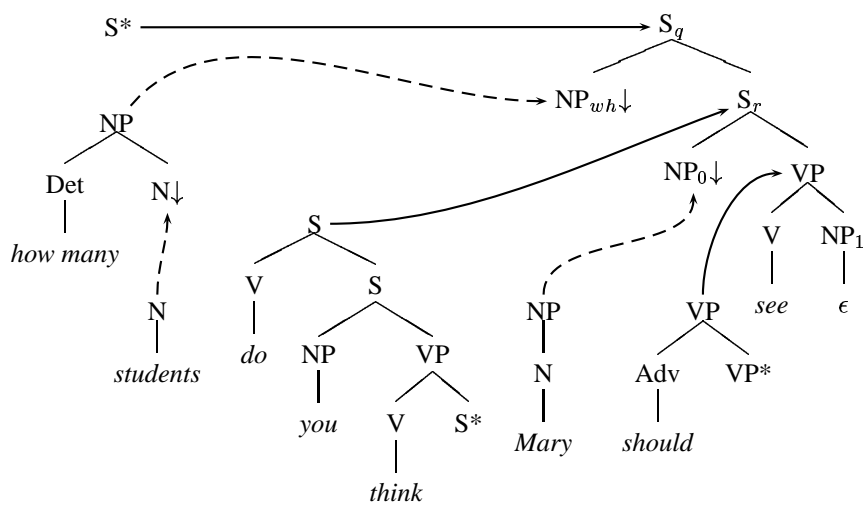 S* S_q
NP_wh↓ S_r
NP
Det N↓ NP_0↓ VP
how many S V NP_1
V S see ϵ
N NP VP
students do NP VP N Adv VP*
you V S* Mary should
think